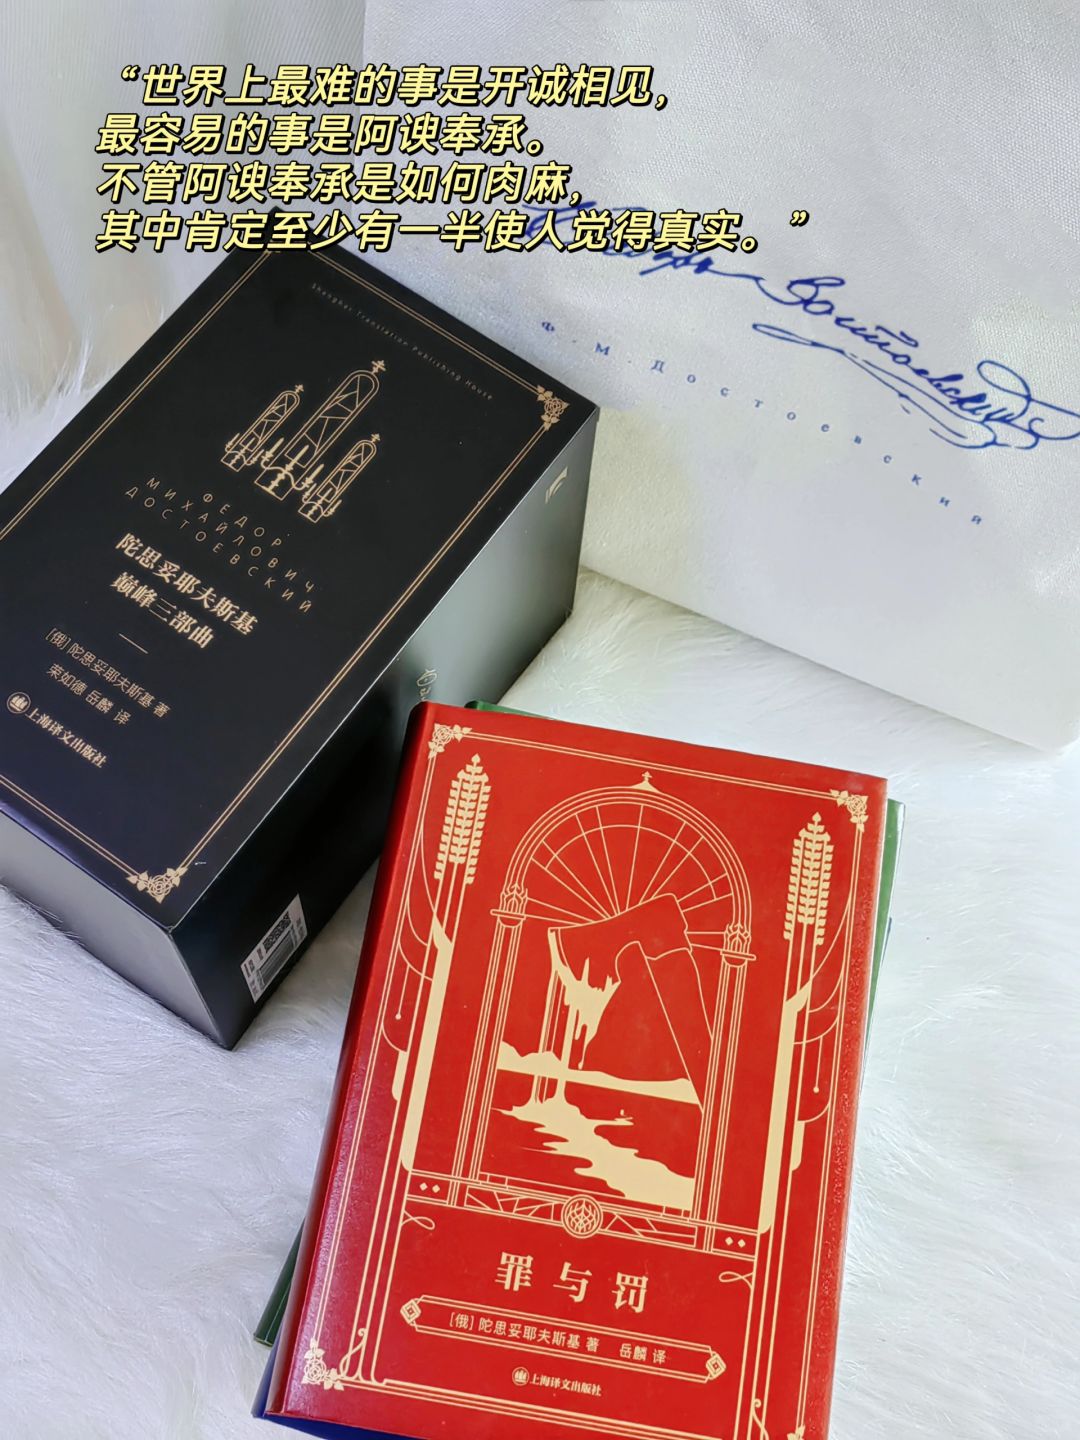 “世界上最难的事是开诚相见，
最容易的事是阿谀奉承。
不管阿谀奉承是如何肉麻，
其中肯定至少有一半使人觉得真实。”
Ф.М.Достоевский
Shanghai Translation Publishing House
ФЕДОР·
МИХАЙЛОВИЧ·
ДОСТОЕВСКИЙ
陀思妥耶夫斯基
巅峰三部曲
[俄] 陀思妥耶夫斯基 著
荣如德 岳麟 译
上海译文出版社
罪与罚
[俄] 陀思妥耶夫斯基 著 岳麟 译
上海译文出版社